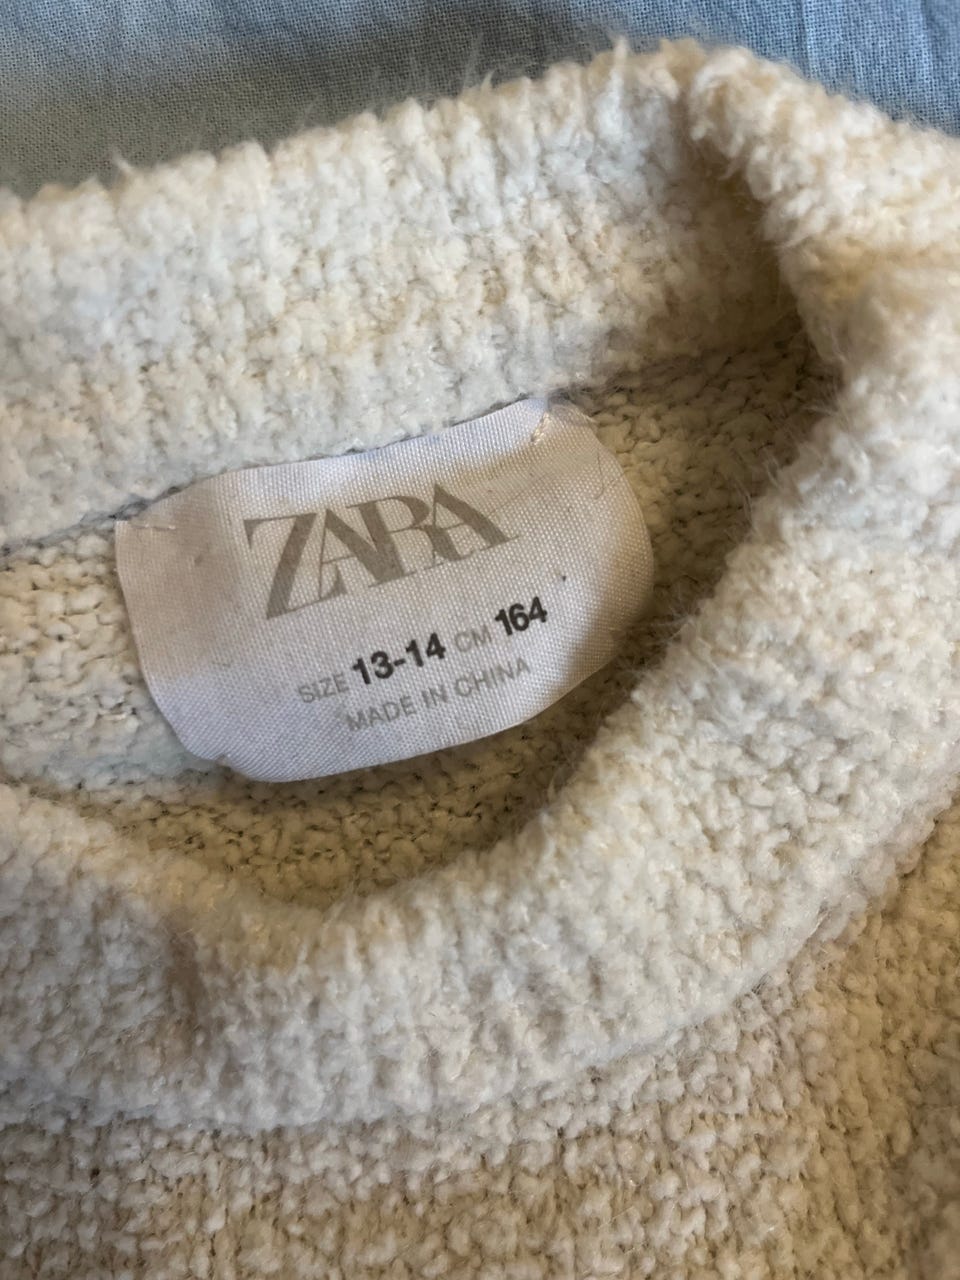 ZARA
SIZE 13-14 CM 164
MADE IN CHINA